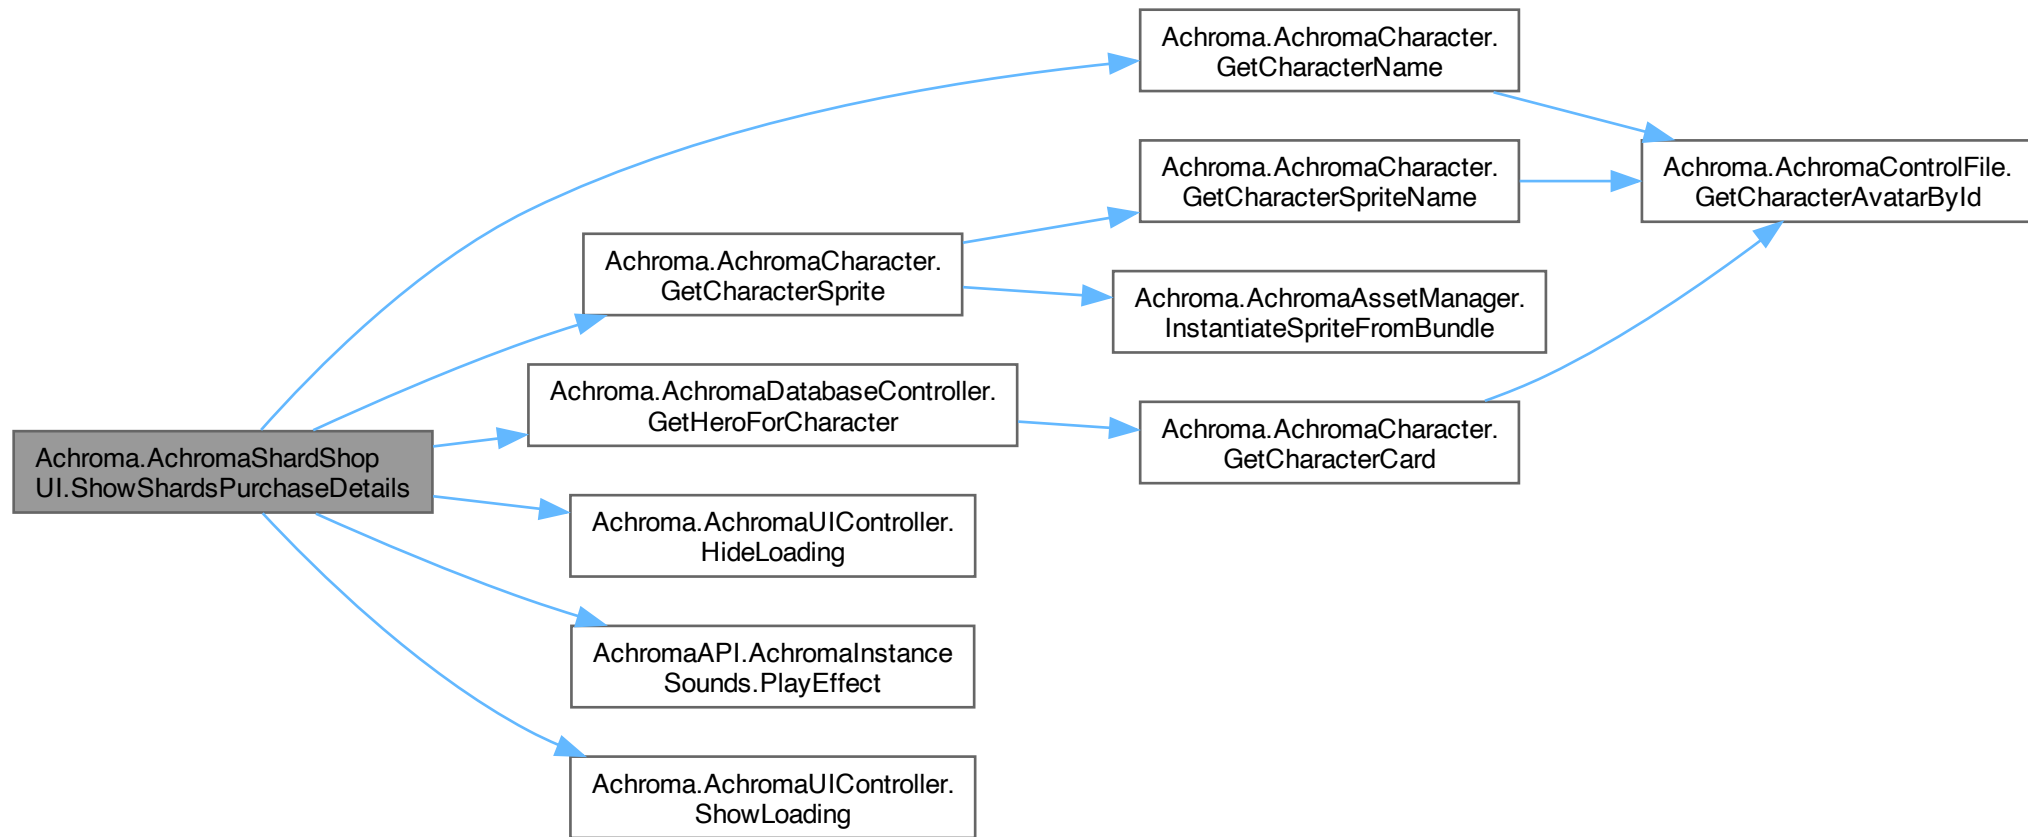 Achroma.AchromaShardShop
UI.ShowShardsPurchaseDetails
Achroma.AchromaCharacter.
GetCharacterName
Achroma.AchromaCharacter.
GetCharacterSprite
Achroma.AchromaDatabaseController.
GetHeroForCharacter
Achroma.AchromaUIController.
HideLoading
AchromaAPI.AchromaInstance
Sounds.PlayEffect
Achroma.AchromaUIController.
ShowLoading
Achroma.AchromaCharacter.
GetCharacterSpriteName
Achroma.AchromaAssetManager.
InstantiateSpriteFromBundle
Achroma.AchromaCharacter.
GetCharacterCard
Achroma.AchromaControlFile.
GetCharacterAvatarById